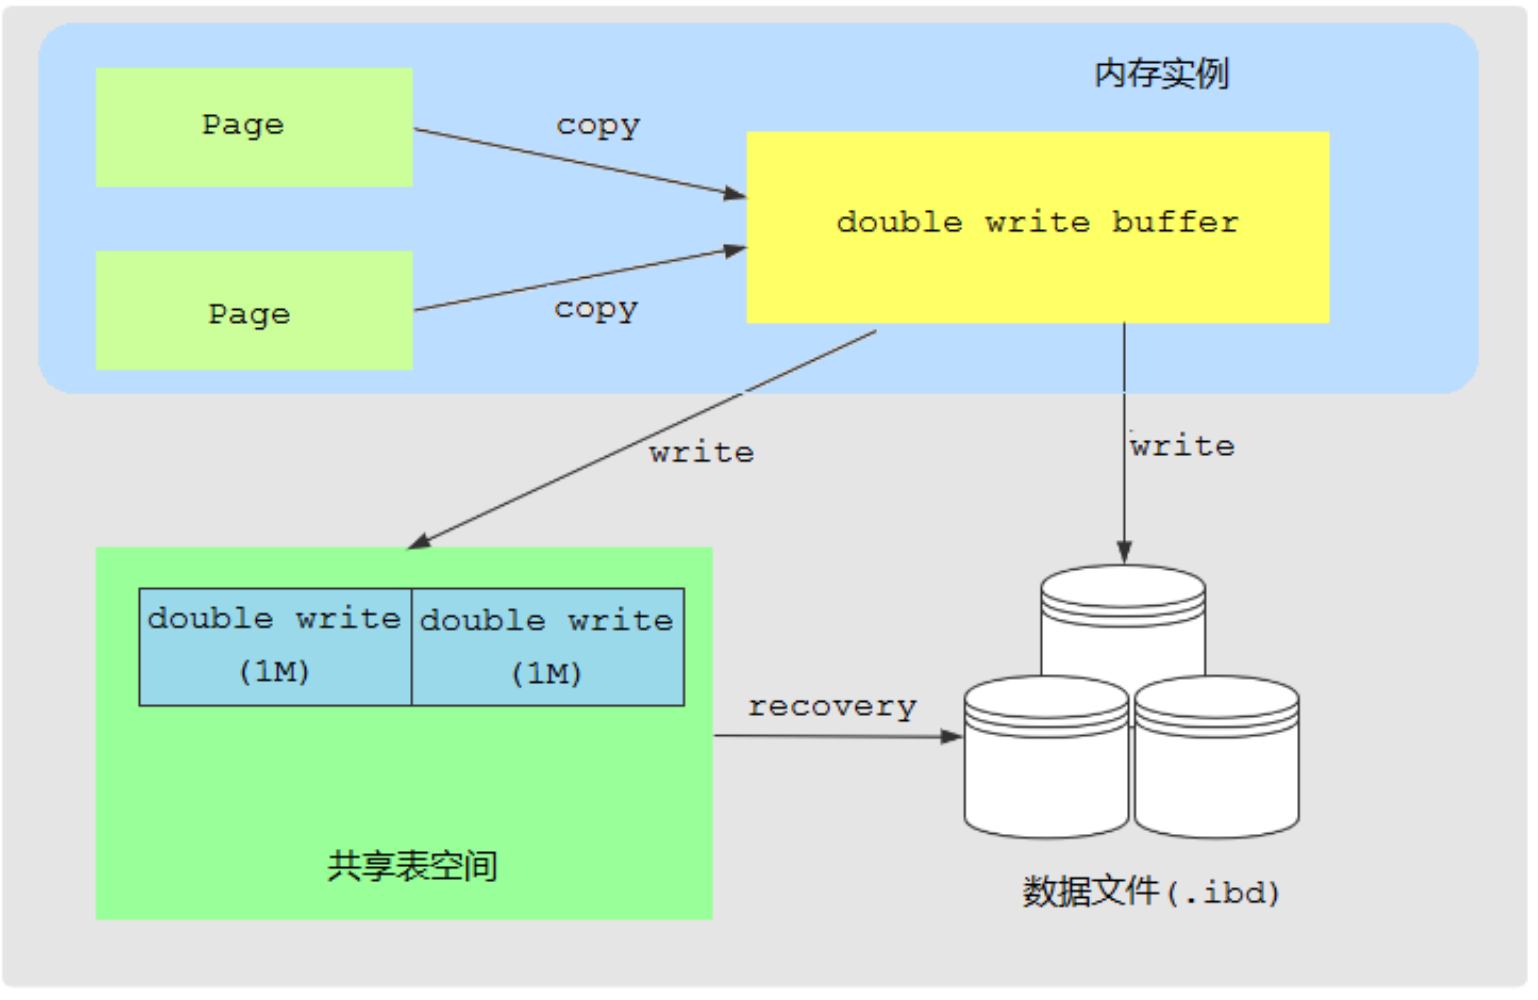 内存实例
Page
copy
double write buffer
Page
copy
write
write
double write
(1M)
double write
(1M)
recovery
共享表空间
数据文件(.ibd)